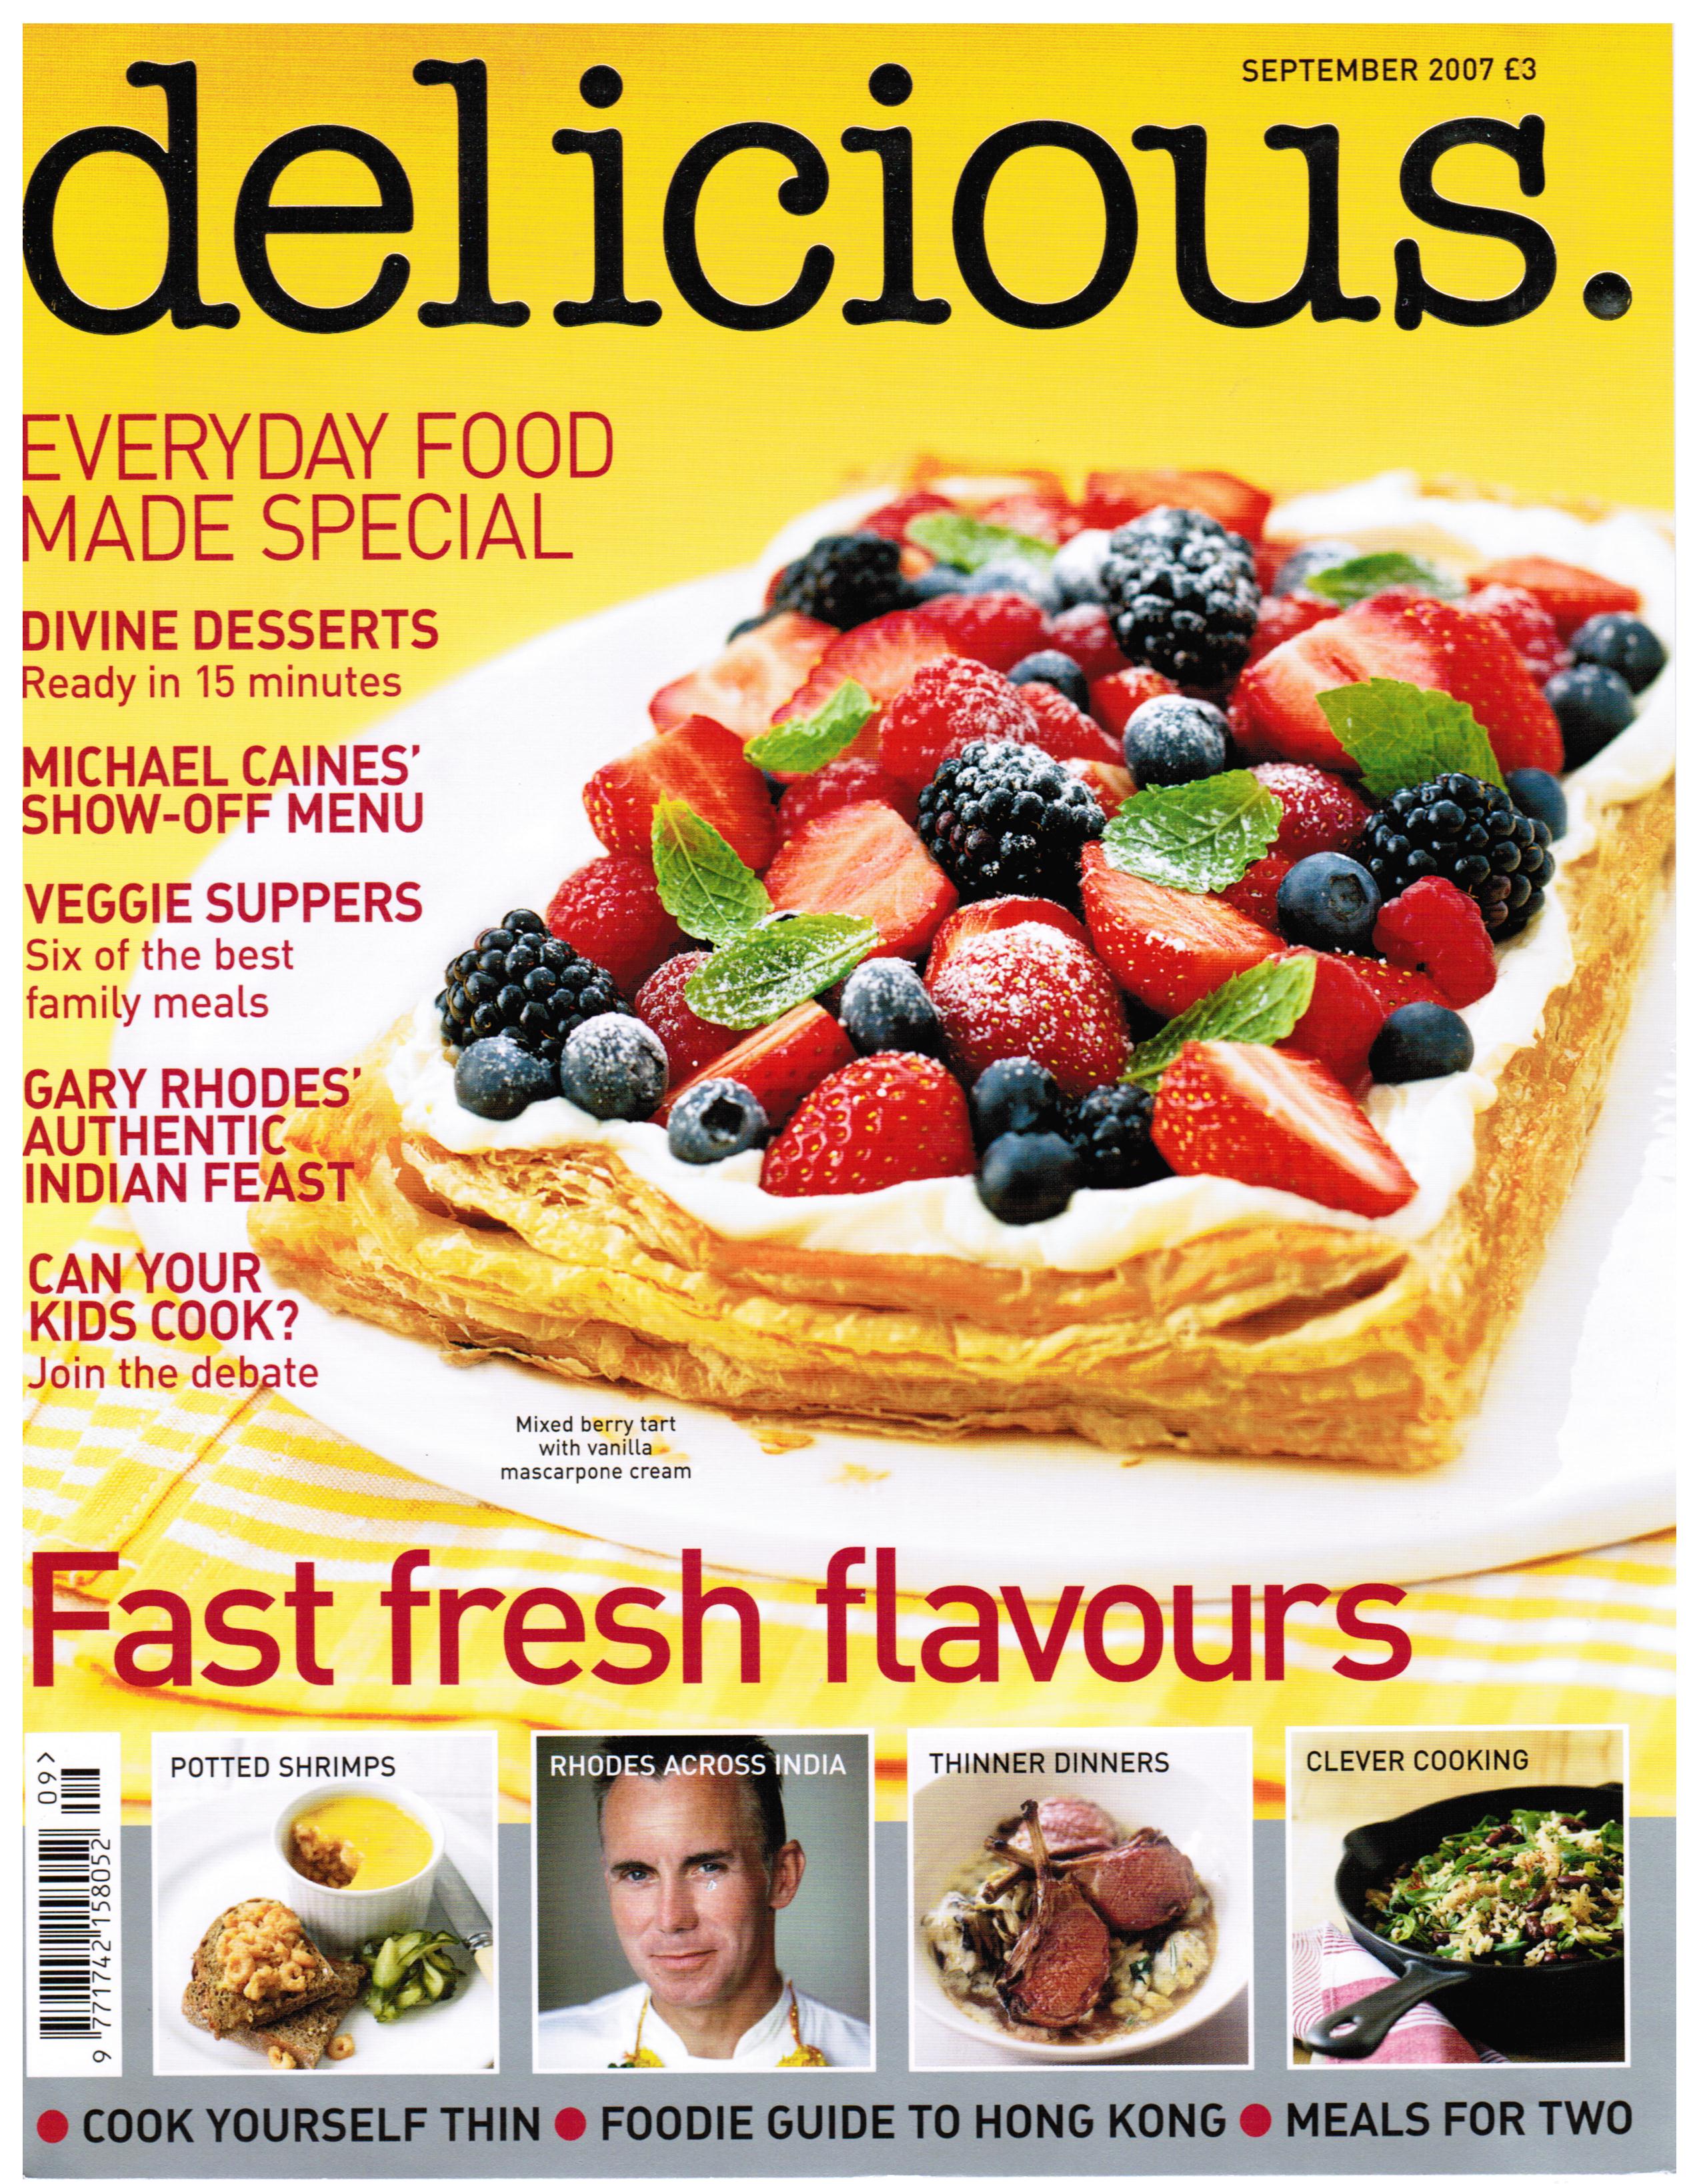 SEPTEMBER 2007 £3
delicious.
EVERYDAY FOOD
MADE SPECIAL
DIVINE DESSERTS
Ready in 15 minutes
MICHAEL CAINES'
SHOW-OFF MENU
VEGGIE SUPPERS
Six of the best
family meals
GARY RHODES'
AUTHENTIC
INDIAN FEAST
CAN YOUR
KIDS COOK?
Join the debate
Mixed berry tart
with vanilla
mascarpone cream
Fast fresh flavours
09>
9 771742 158052
POTTED SHRIMPS
RHODES ACROSS INDIA
THINNER DINNERS
CLEVER COOKING
● COOK YOURSELF THIN ● FOODIE GUIDE TO HONG KONG ● MEALS FOR TWO